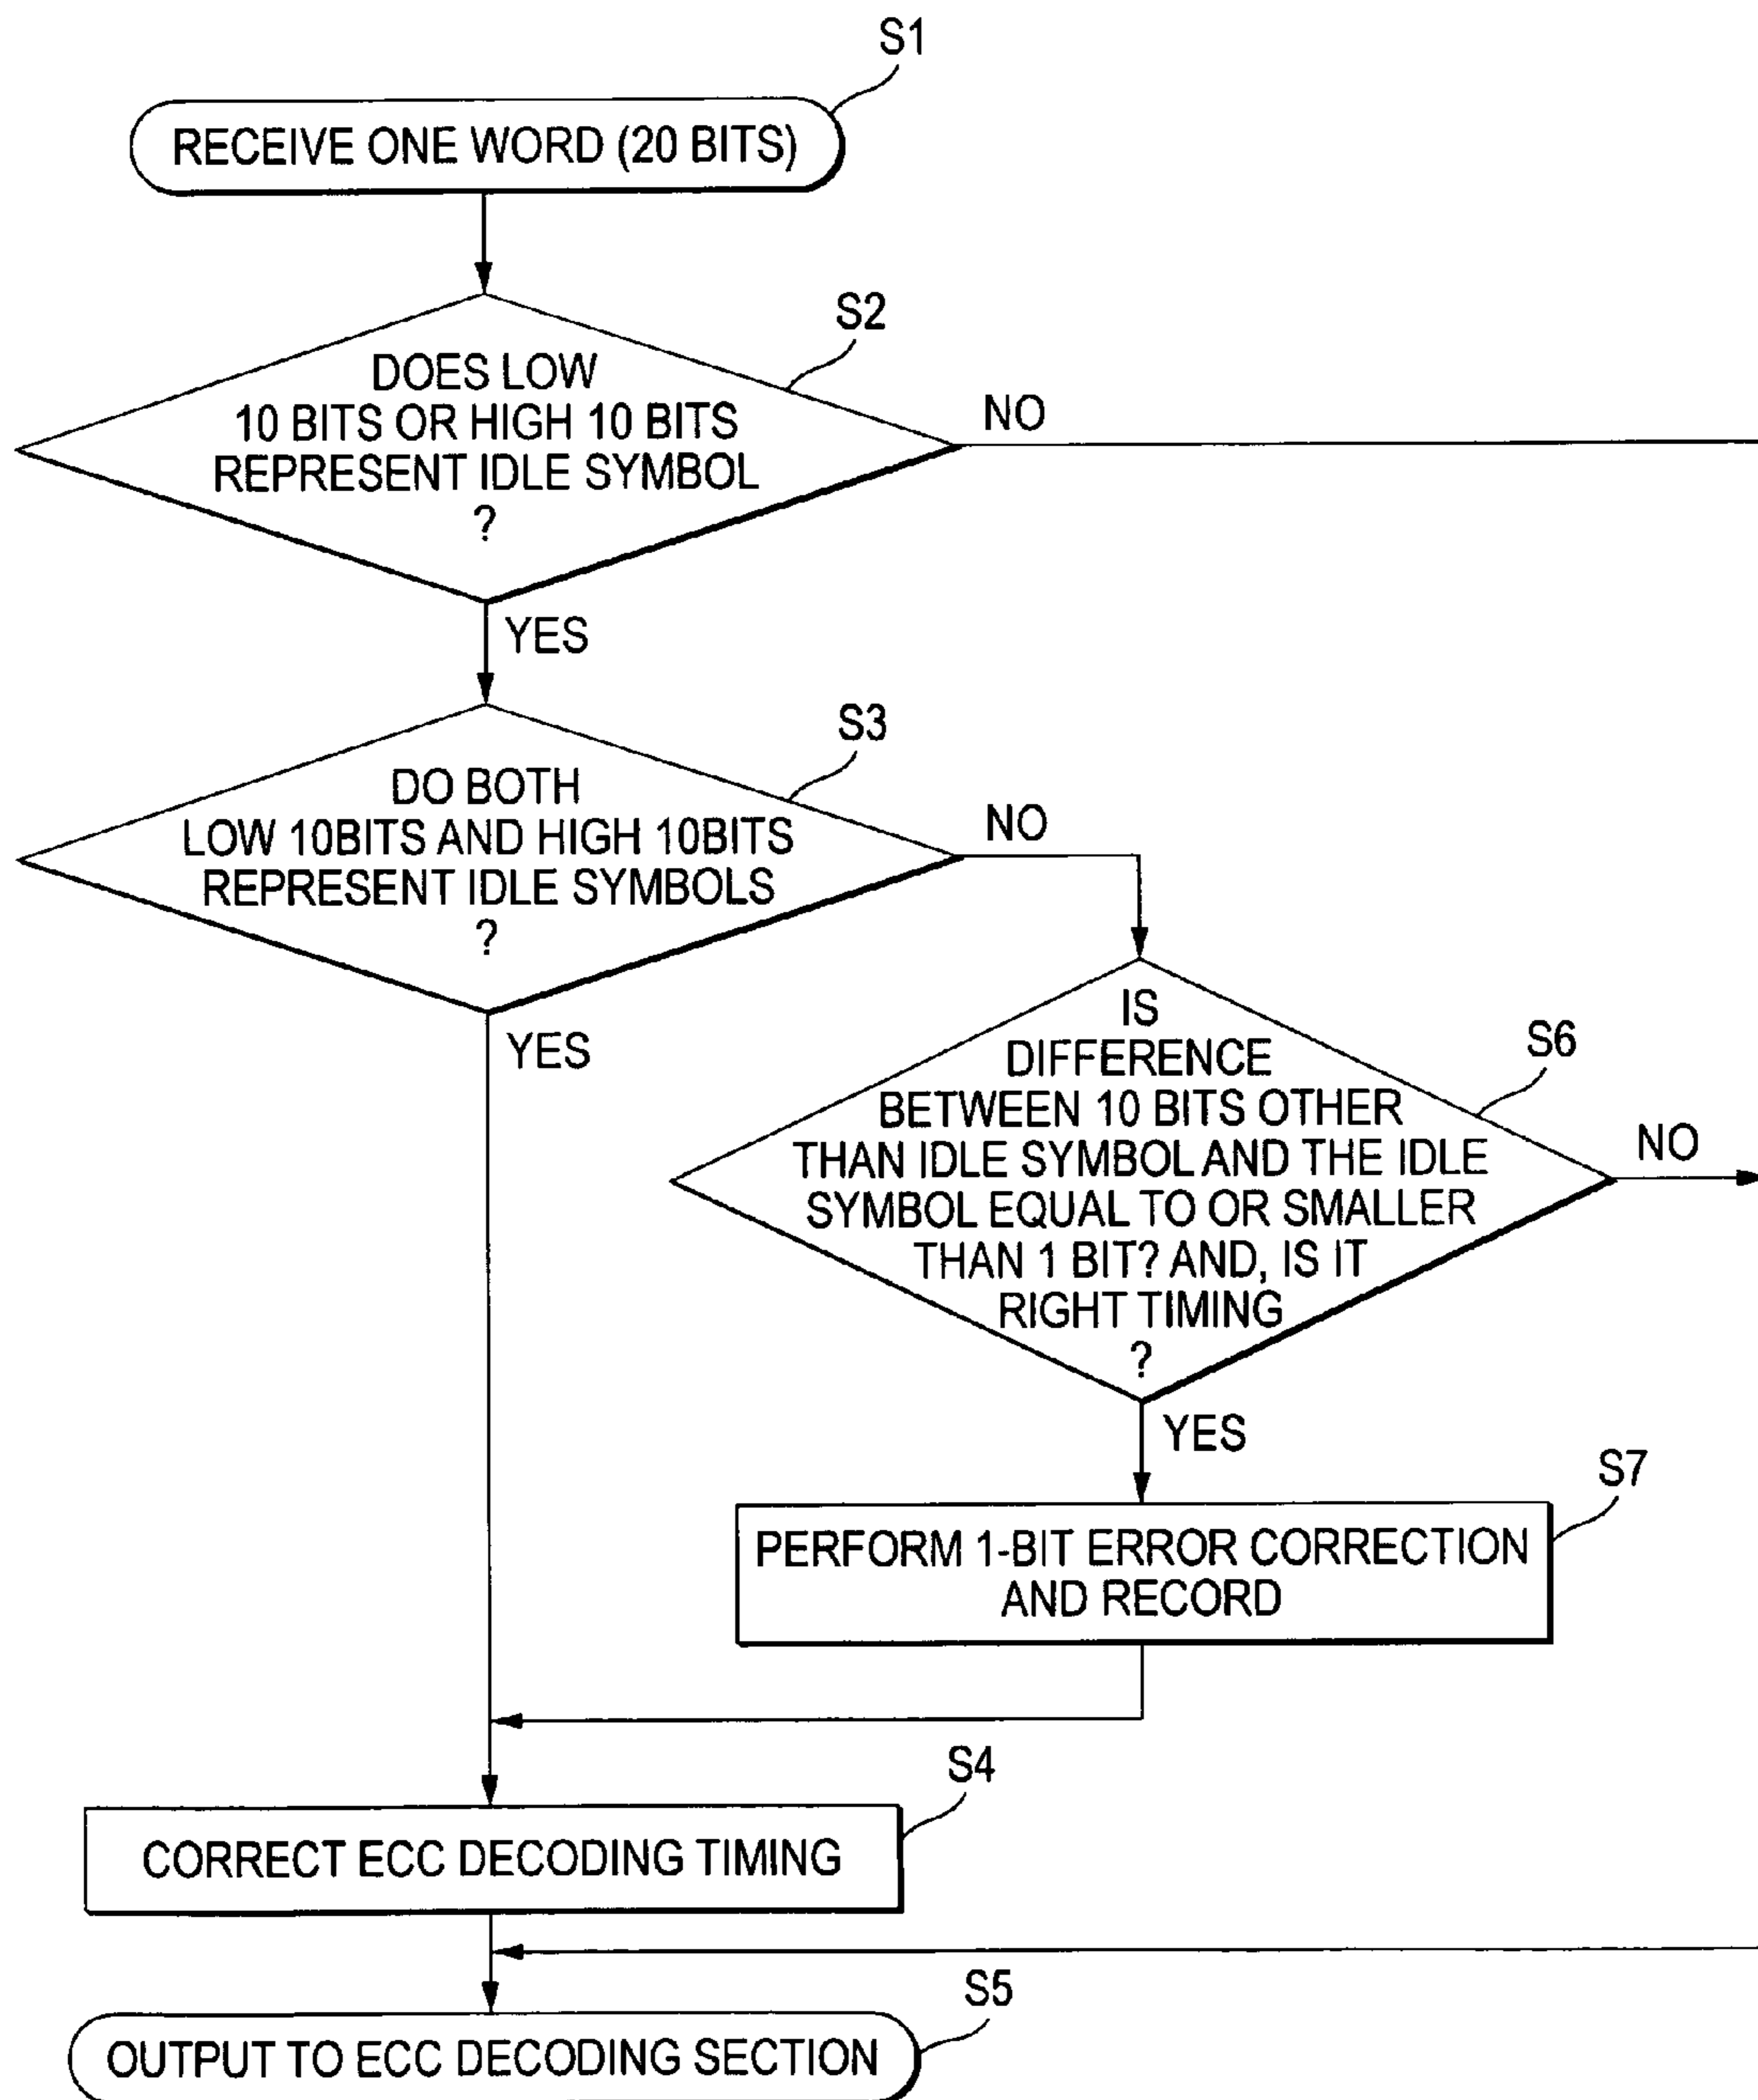 S1
RECEIVE ONE WORD (20 BITS)
S2
DOES LOW
10 BITS OR HIGH 10 BITS
REPRESENT IDLE SYMBOL
?
NO
YES
S3
DO BOTH
LOW 10BITS AND HIGH 10BITS
REPRESENT IDLE SYMBOLS
?
NO
YES
S6
IS
DIFFERENCE
BETWEEN 10 BITS OTHER
THAN IDLE SYMBOL AND THE IDLE
SYMBOL EQUAL TO OR SMALLER
THAN 1 BIT? AND, IS IT
RIGHT TIMING
?
NO
YES
S7
PERFORM 1-BIT ERROR CORRECTION
AND RECORD
S4
CORRECT ECC DECODING TIMING
S5
OUTPUT TO ECC DECODING SECTION